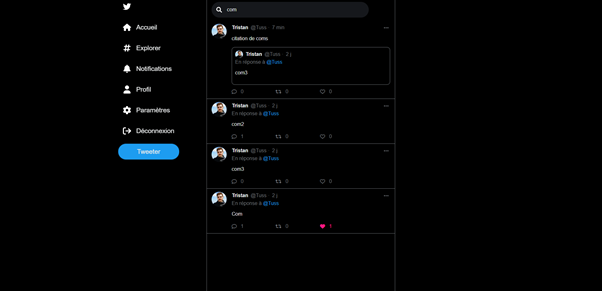 com
Accueil
Explorer
Notifications
Profil
Paramètres
Déconnexion
Tweeter
Tristan @Tuss · 7 min
citation de coms
Tristan @Tuss · 2 j
En réponse à @Tuss
com3
0 0 0
Tristan @Tuss · 2 j
En réponse à @Tuss
com2
1 0 0
Tristan @Tuss · 2 j
En réponse à @Tuss
com3
0 0 0
Tristan @Tuss · 2 j
En réponse à @Tuss
Com
1 0 1